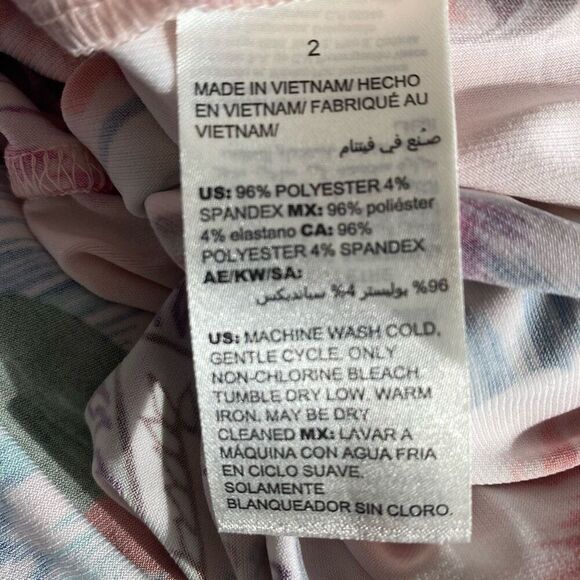 2
MADE IN VIETNAM/ HECHO
EN VIETNAM/ FABRIQUÉ AU
VIETNAM/
صُنع في فيتنام
US: 96% POLYESTER 4%
SPANDEX MX: 96% poliéster
4% elastano CA: 96%
POLYESTER 4% SPANDEX
AE/KW/SA:
96% بوليستر 4% سباندیكس
US: MACHINE WASH COLD,
GENTLE CYCLE, ONLY
NON-CHLORINE BLEACH,
TUMBLE DRY LOW, WARM
IRON, MAY BE DRY
CLEANED MX: LAVAR A
MÁQUINA CON AGUA FRIA
EN CICLO SUAVE,
SOLAMENTE
BLANQUEADOR SIN CLORO.